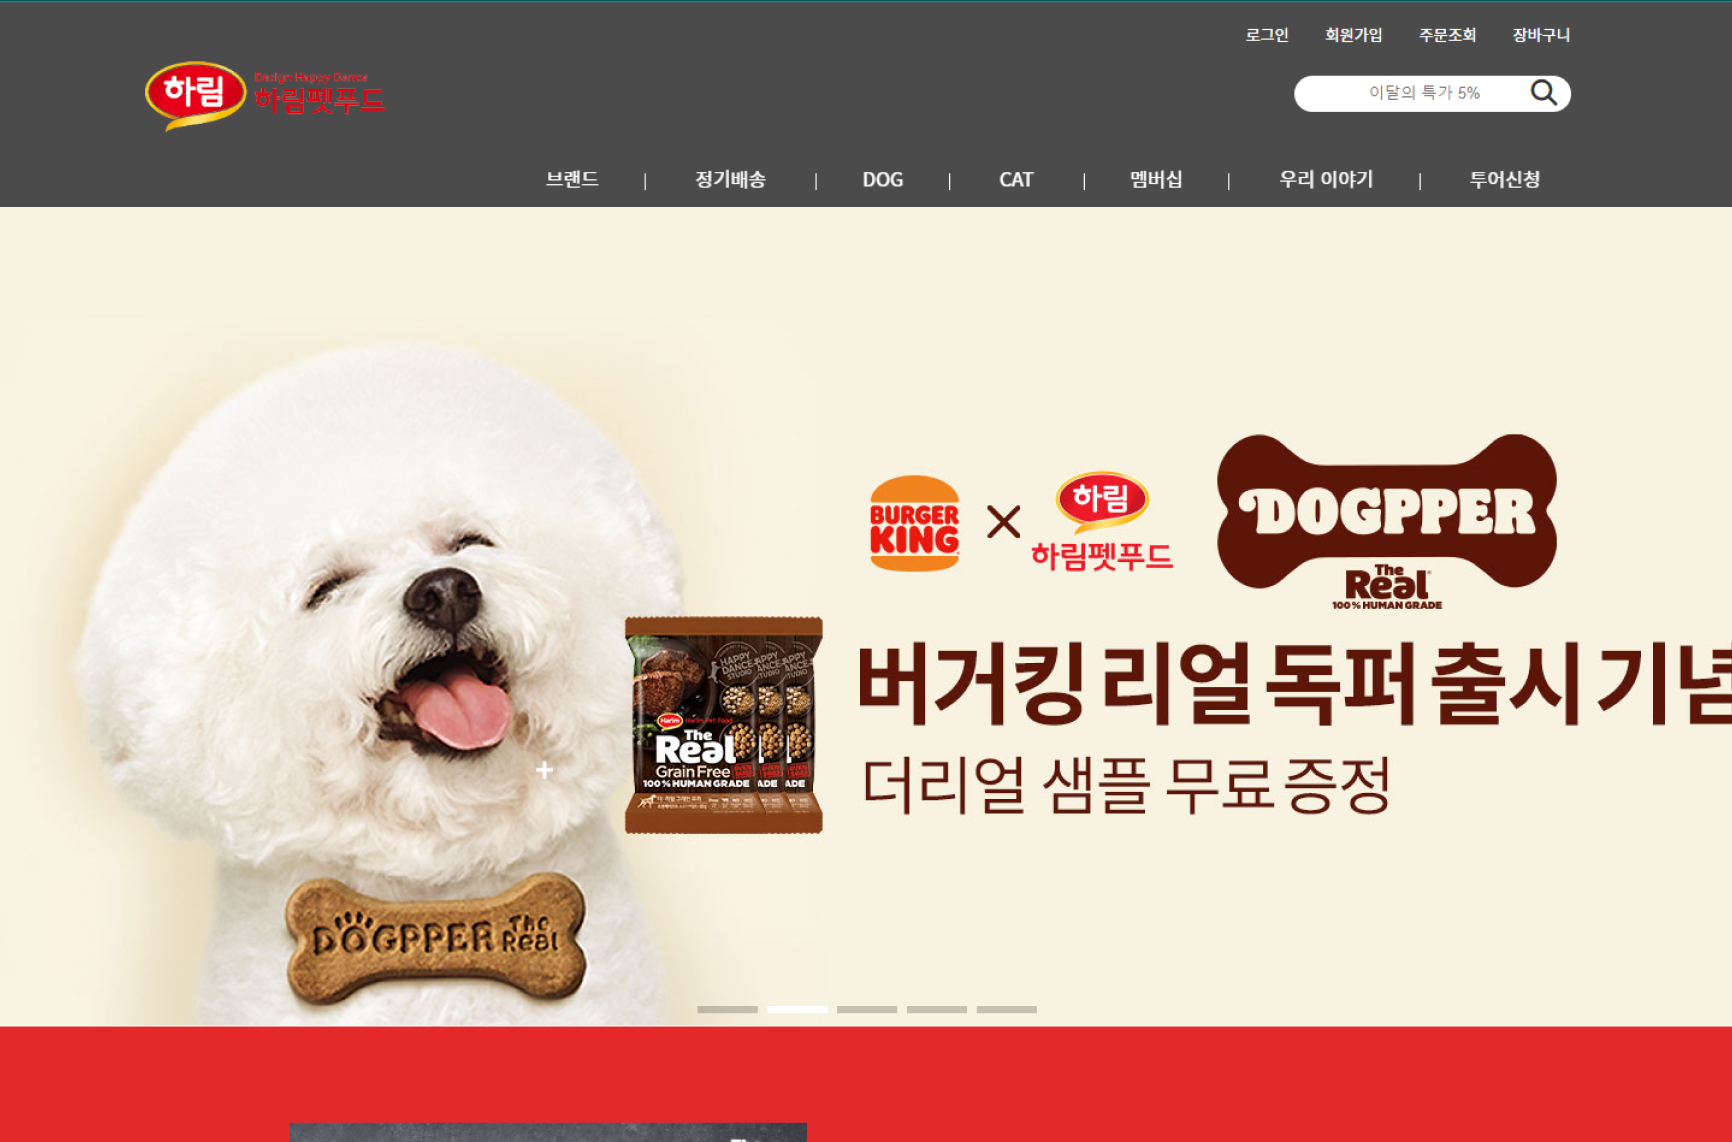 로그인 회원가입 주문조회 장바구니
하림 Design Happy Dance
하림펫푸드
이달의 특가 5%
브랜드 | 정기배송 | DOG | CAT | 멤버십 | 우리 이야기 | 투어신청
BURGER KING × 하림
하림펫푸드
DOGPPER
The
Real
100% HUMAN GRADE
버거킹 리얼 독퍼 출시 기념
더리얼 샘플 무료 증정
HAPPY DANCE STUDIO
Harim Harim Pet Food
The
Real
Grain Free
100% HUMAN GRADE
DOGPPER The Real